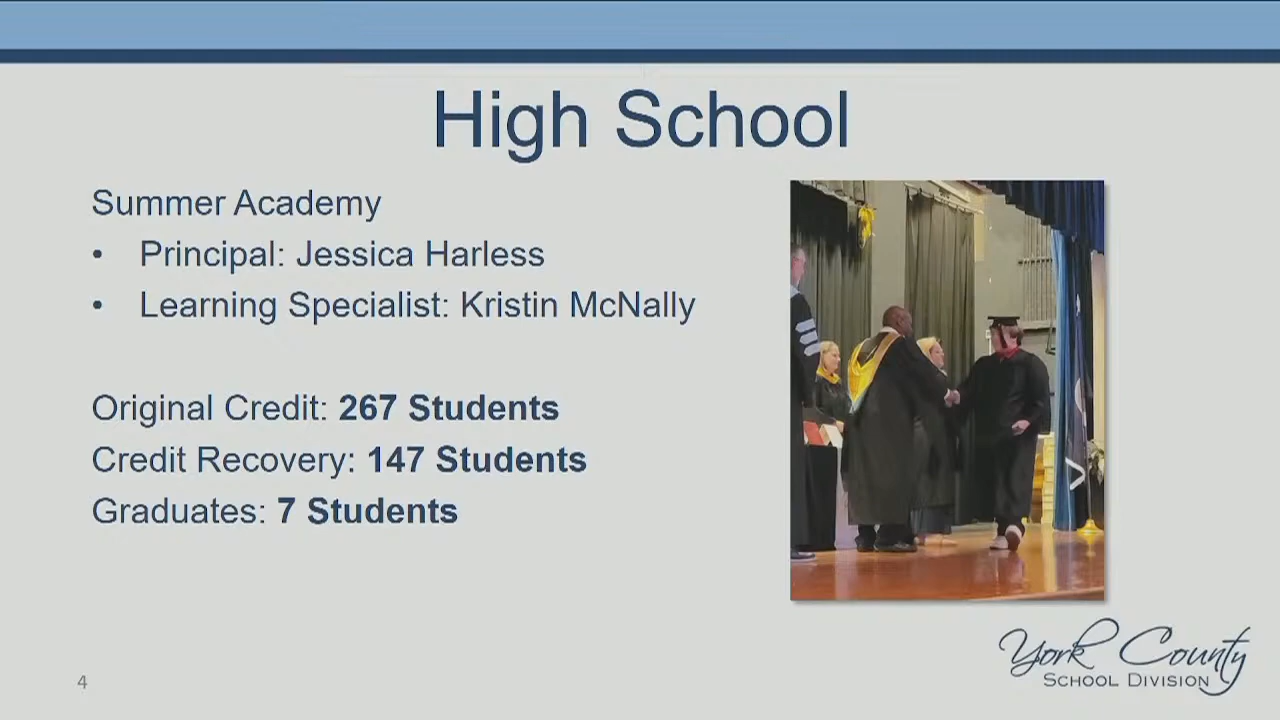 High School
Summer Academy
• Principal: Jessica Harless
• Learning Specialist: Kristin McNally
Original Credit: 267 Students
Credit Recovery: 147 Students
Graduates: 7 Students
York County
SCHOOL DIVISION
4